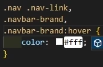 .nav .nav-link,
.navbar-brand,
.navbar-brand:hover {
color: #fff;
}